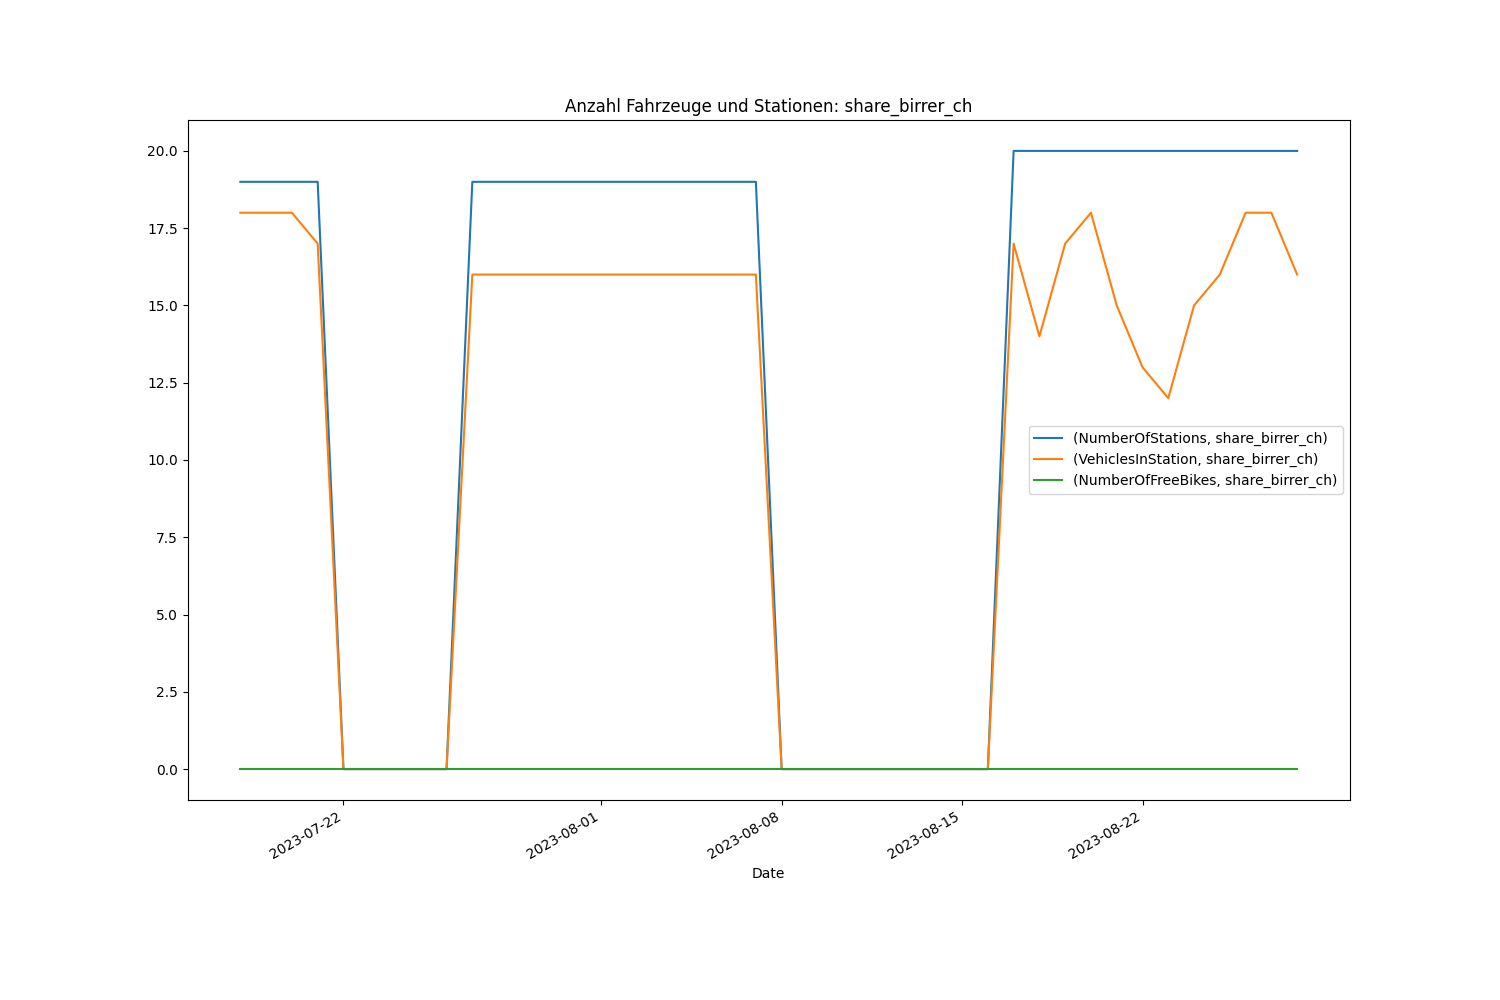 Anzahl Fahrzeuge und Stationen: share_birrer_ch
20.0
17.5
15.0
12.5
10.0
7.5
5.0
2.5
0.0
(NumberOfStations, share_birrer_ch)
(VehiclesInStation, share_birrer_ch)
(NumberOfFreeBikes, share_birrer_ch)
2023-07-22
2023-08-01
2023-08-08
2023-08-15
2023-08-22
Date